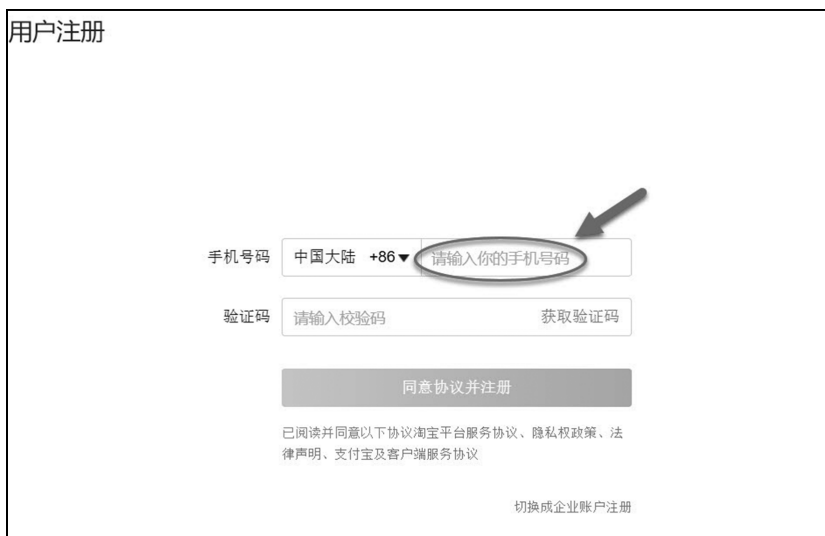 用户注册
手机号码 中国大陆 +86▼ 请输入你的手机号码
验证码 请输入校验码 获取验证码
同意协议并注册
已阅读并同意以下协议淘宝平台服务协议、隐私权政策、法
律声明、支付宝及客户端服务协议
切换成企业账户注册